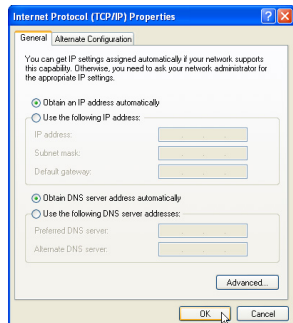 Internet Protocol (TCP/IP) Properties
General
Alternate Configuration
You can get IP settings assigned automatically if your network supports
this capability. Otherwise, you need to ask your network administrator for
the appropriate IP settings.
Obtain an IP address automatically
Use the following IP address:
IP address:
Subnet mask:
Default gateway:
Obtain DNS server address automatically
Use the following DNS server addresses:
Preferred DNS server:
Alternate DNS server:
Advanced...
OK
Cancel